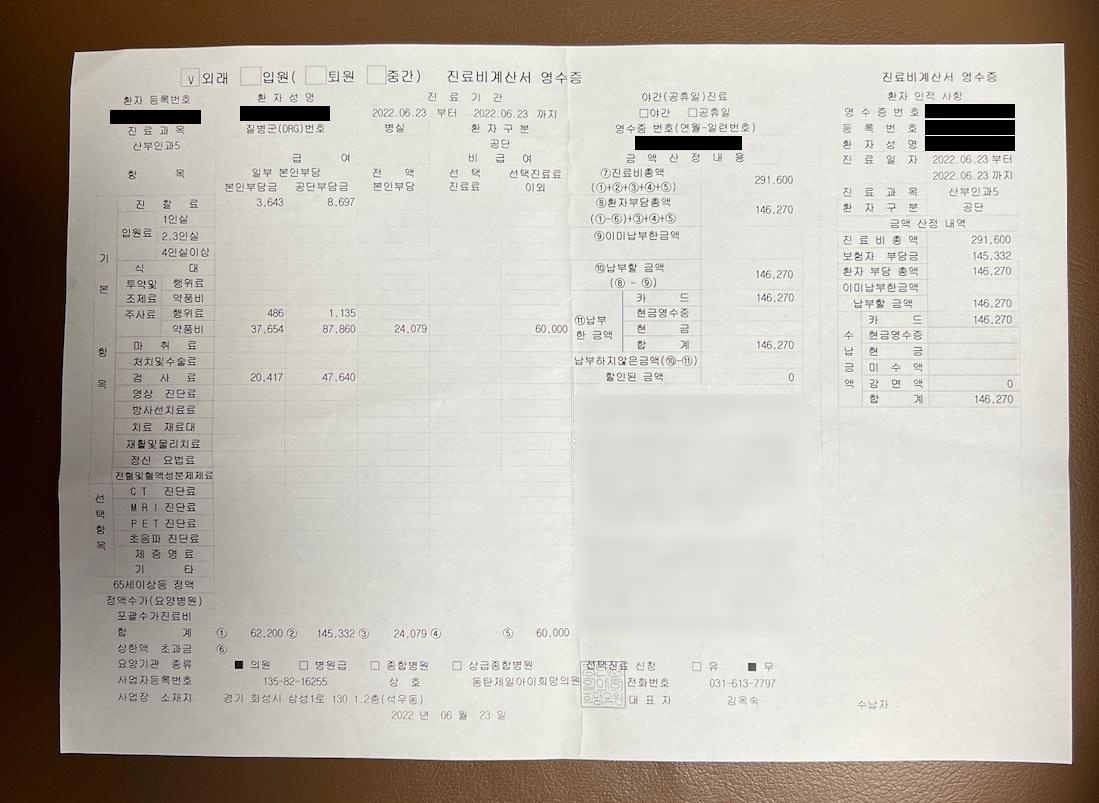 v 외래 입원( 퇴원 중간) 진료비계산서 영수증
환자 등록번호 환 자 성 명 진 료 기 간 야간(공휴일)진료
2022.06.23 부터 2022.06.23 까지 □야간 □공휴일
진 료 과 목 질병군(DRG)번호 병실 환 자 구 분 영수증 번호(연월-일련번호)
산부인과5 공단
급 여 비 급 여 금 액 산 정 내 용
항 목 일부 본인부담 전 액 선 택 선택진료료
본인부담금 공단부담금 본인부담 진료료 이외
기 본 항 목
진 찰 료 3,643 8,697
입원료 1인실
2,3인실
4인실이상
식 대
투약및 행위료
조제료 약품비
주사료 행위료 486 1,135
약품비 37,654 87,860 24,079 60,000
마 취 료
처치및수술료
검 사 료 20,417 47,640
영상 진단료
방사선치료료
치료 재료대
재활및물리치료
정신 요법료
전혈및혈액성분제제료
선 택 항 목
CT 진단료
MRI 진단료
PET 진단료
초음파 진단료
제 증 명 료
기 타
65세이상등 정액
정액수가(요양병원)
포괄수가진료비
합 계 ① 62,200 ② 145,332 ③ 24,079 ④ ⑤ 60,000
상한액 초과금 ⑥
⑦진료비총액
(①+②+③+④+⑤) 291,600
⑧환자부담총액
(①-⑥)+③+④+⑤ 146,270
⑨이미납부한금액
⑩납부할 금액
(⑧ - ⑨) 146,270
⑪납부한 금액
카 드 146,270
현금영수증
현 금
합 계 146,270
납부하지않은금액(⑩-⑪)
할인된 금액 0
요양기관 종류 ■ 의원 □ 병원급 □ 종합병원 □ 상급종합병원 선택진료 신청 □ 유 ■ 무
사업자등록번호 135-82-16255 상 호 동탄제일아이희망의원 전화번호 031-613-7797
사업장 소재지 경기 화성시 삼성1로 130 1.2층(석우동) 대 표 자 김옥숙
2022 년 06 월 23 일
진료비계산서 영수증
환자 인적 사항
영 수 증 번 호
등 록 번 호
환 자 성 명
진 료 일 자 2022.06.23 부터
2022.06.23 까지
진 료 과 목 산부인과5
환 자 구 분 공단
금액 산정 내역
진 료 비 총 액 291,600
보험자 부담금 145,332
환자 부담 총액 146,270
이미납부한금액
납부할 금액 146,270
수 납 금 액
카 드 146,270
현금영수증
현 금
미 수 액
감 면 액 0
합 계 146,270
수납자 :